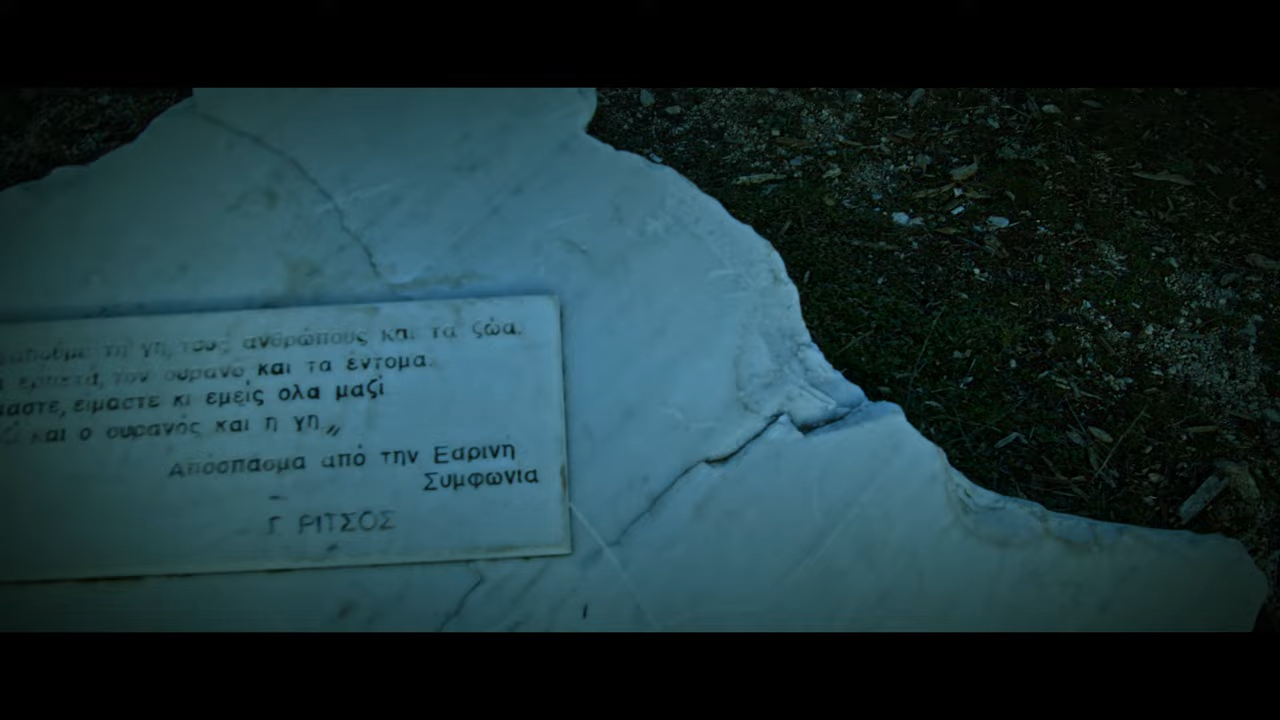 τη γη, τους ανθρώπους και τα ζώα.
ερπετά, τον ουρανό και τα έντομα.
είμαστε κι εμείς όλα μαζί
και ο ουρανός και η γη„
Απόσπασμα από την Εαρινή
Συμφωνία
Γ ΡΙΤΣΟΣ